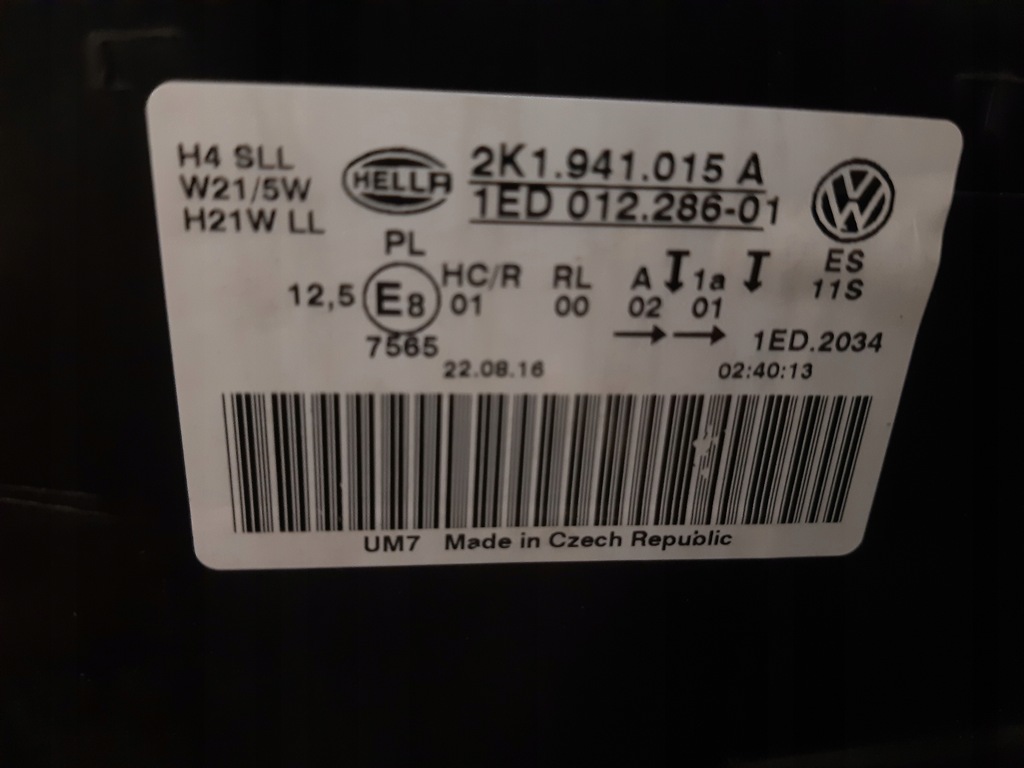 H4 SLL
W21/5W
H21W LL
HELLA
2K1.941.015 A
1ED 012.286-01
VW
PL
12,5 E8 HC/R RL A 1a
01 00 02 01
ES
11S
7565
1ED.2034
22.08.16 02:40:13
UM7 Made in Czech Republic